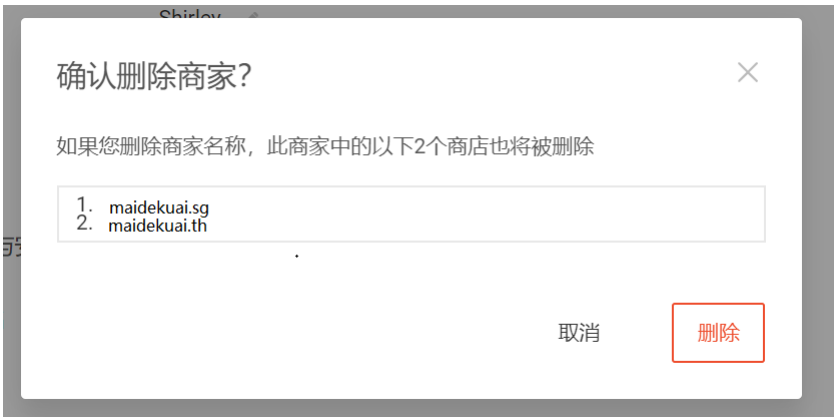 Shirley
确认删除商家?
如果您删除商家名称，此商家中的以下2个商店也将被删除
1. maidekuai.sg
2. maidekuai.th
取消
删除